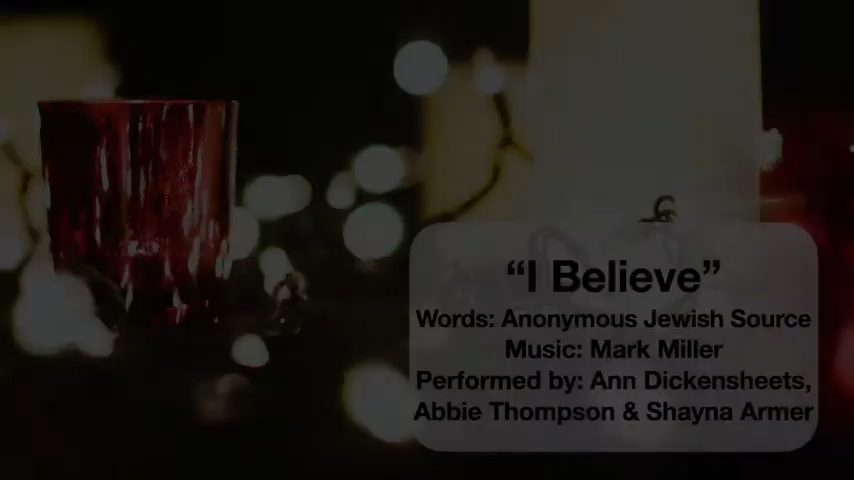 “I Believe”
Words: Anonymous Jewish Source
Music: Mark Miller
Performed by: Ann Dickensheets,
Abbie Thompson & Shayna Armer